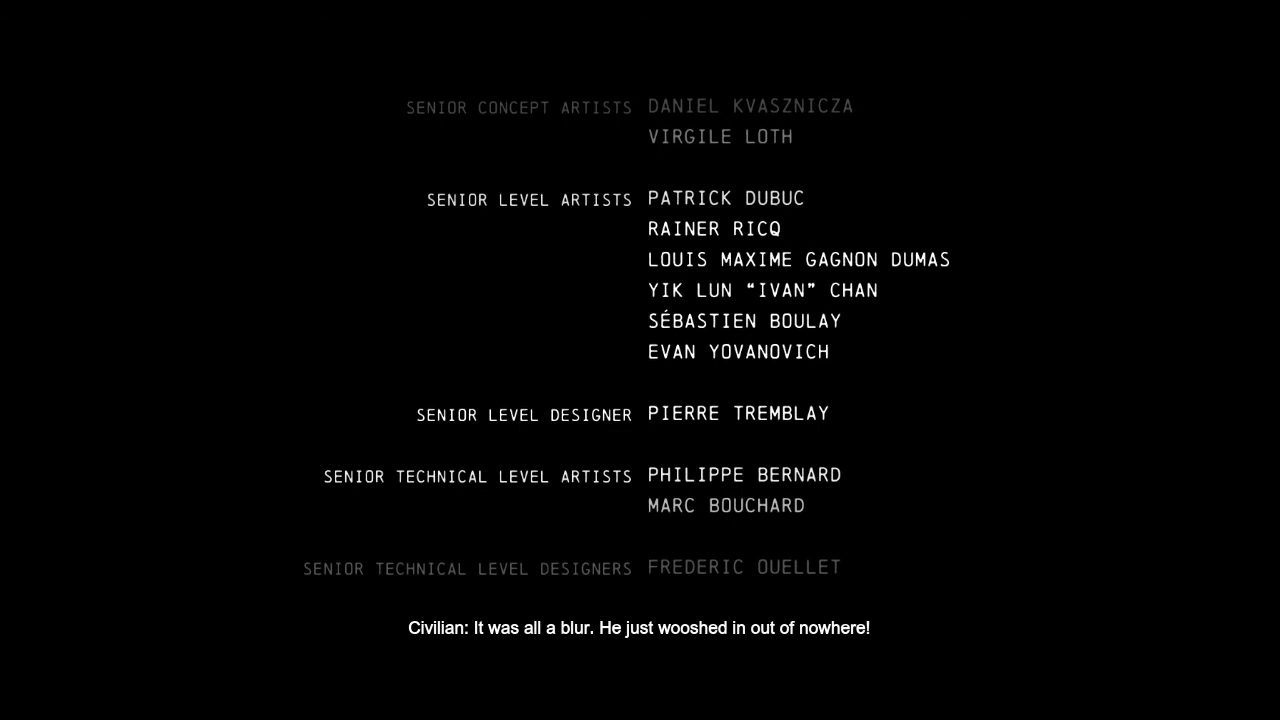 SENIOR CONCEPT ARTISTS DANIEL KVASZNICZA
VIRGILE LOTH
SENIOR LEVEL ARTISTS PATRICK DUBUC
RAINER RICQ
LOUIS MAXIME GAGNON DUMAS
YIK LUN “IVAN” CHAN
SÉBASTIEN BOULAY
EVAN YOVANOVICH
SENIOR LEVEL DESIGNER PIERRE TREMBLAY
SENIOR TECHNICAL LEVEL ARTISTS PHILIPPE BERNARD
MARC BOUCHARD
SENIOR TECHNICAL LEVEL DESIGNERS FREDERIC OUELLET
Civilian: It was all a blur. He just wooshed in out of nowhere!